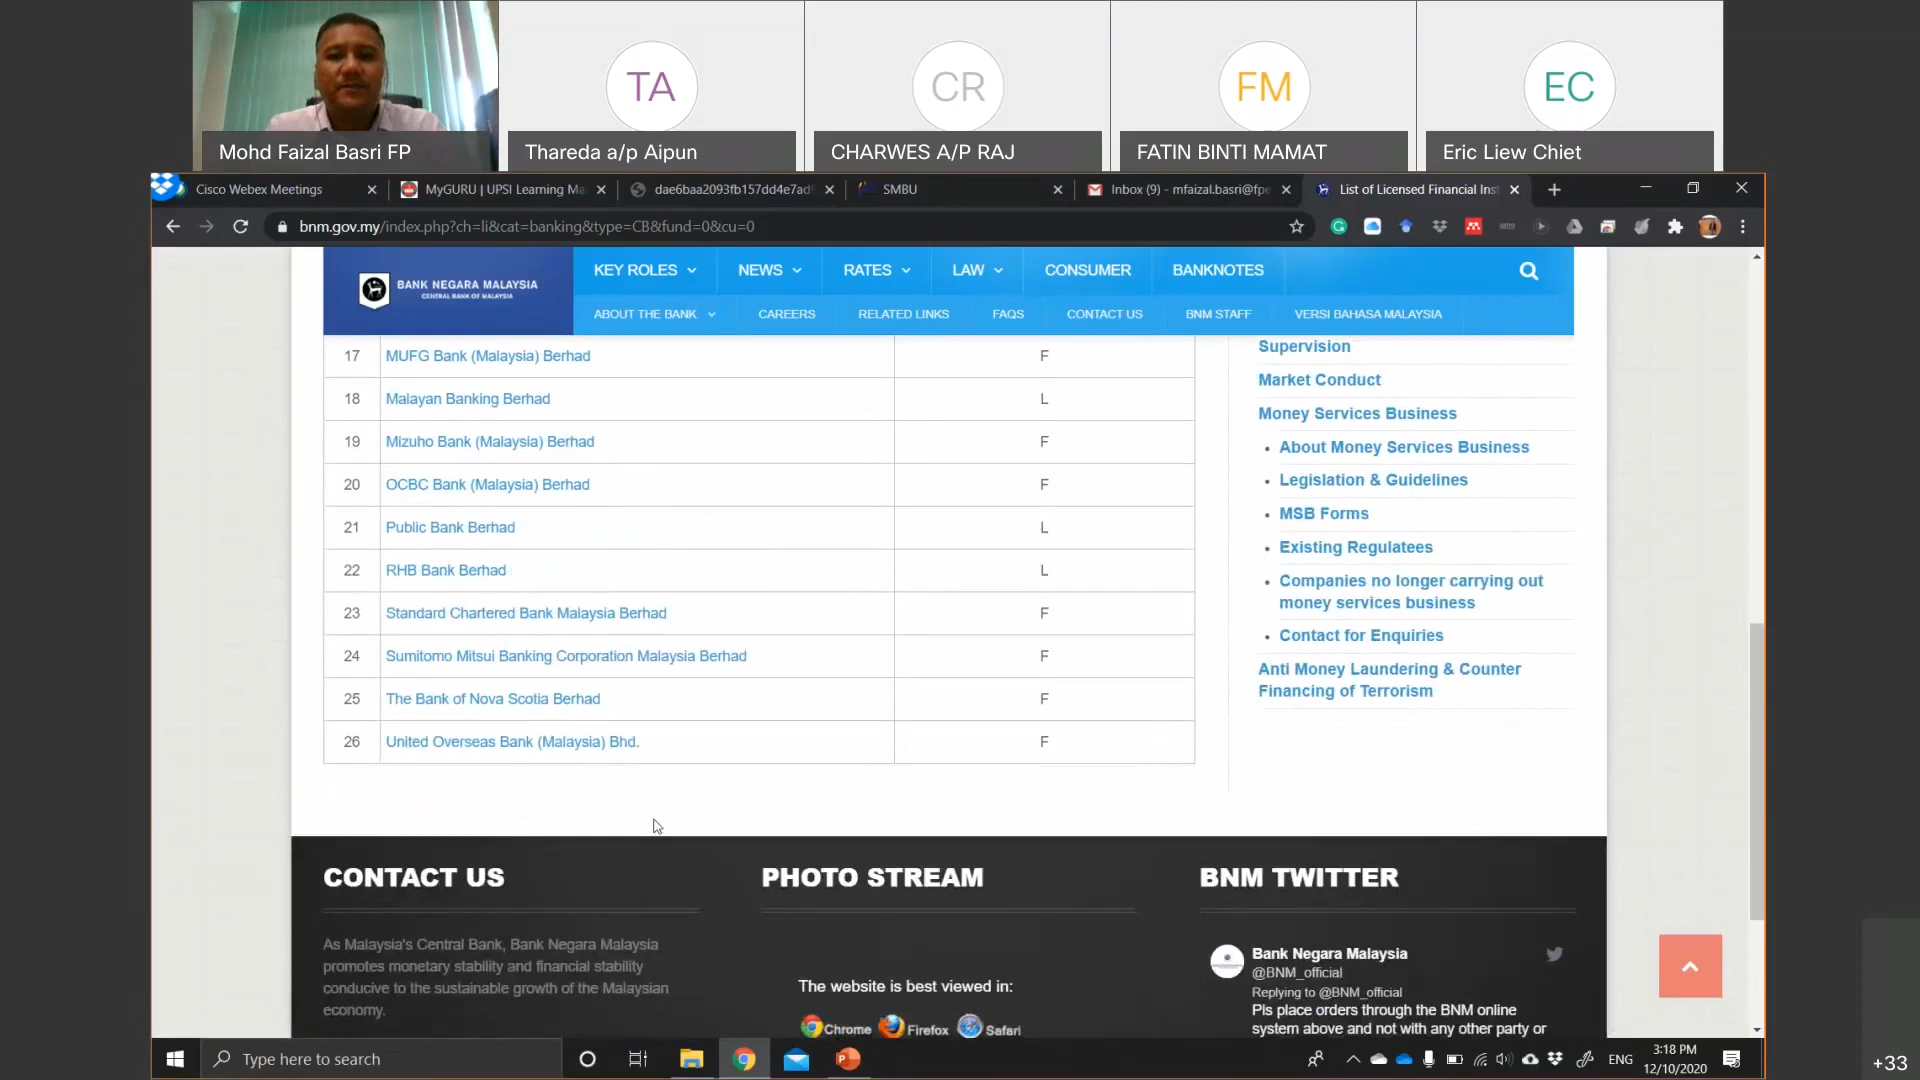 TA
CR
FM
EC
Mohd Faizal Basri FP
Thareda a/p Aipun
CHARWES A/P RAJ
FATIN BINTI MAMAT
Eric Liew Chiet
Cisco Webex Meetings
MyGURU | UPSI Learning Ma
dae6baa2093fb157dd4e7ad5
SMBU
Inbox (9) - mfaizal.basri@fpe
List of Licensed Financial Inst
bnm.gov.my/index.php?ch=li&cat=banking&type=CB&fund=0&cu=0
BANK NEGARA MALAYSIA
CENTRAL BANK OF MALAYSIA
KEY ROLES
NEWS
RATES
LAW
CONSUMER
BANKNOTES
ABOUT THE BANK
CAREERS
RELATED LINKS
FAQS
CONTACT US
BNM STAFF
VERSI BAHASA MALAYSIA
17 MUFG Bank (Malaysia) Berhad F
18 Malayan Banking Berhad L
19 Mizuho Bank (Malaysia) Berhad F
20 OCBC Bank (Malaysia) Berhad F
21 Public Bank Berhad L
22 RHB Bank Berhad L
23 Standard Chartered Bank Malaysia Berhad F
24 Sumitomo Mitsui Banking Corporation Malaysia Berhad F
25 The Bank of Nova Scotia Berhad F
26 United Overseas Bank (Malaysia) Bhd. F
Supervision
Market Conduct
Money Services Business
About Money Services Business
Legislation & Guidelines
MSB Forms
Existing Regulatees
Companies no longer carrying out
money services business
Contact for Enquiries
Anti Money Laundering & Counter
Financing of Terrorism
CONTACT US
As Malaysia's Central Bank, Bank Negara Malaysia
promotes monetary stability and financial stability
conducive to the sustainable growth of the Malaysian
economy.
PHOTO STREAM
The website is best viewed in:
Chrome Firefox Safari
BNM TWITTER
Bank Negara Malaysia
@BNM_official
Replying to @BNM_official
Pls place orders through the BNM online
system above and not with any other party or
Type here to search
ENG
3:18 PM
12/10/2020
+33